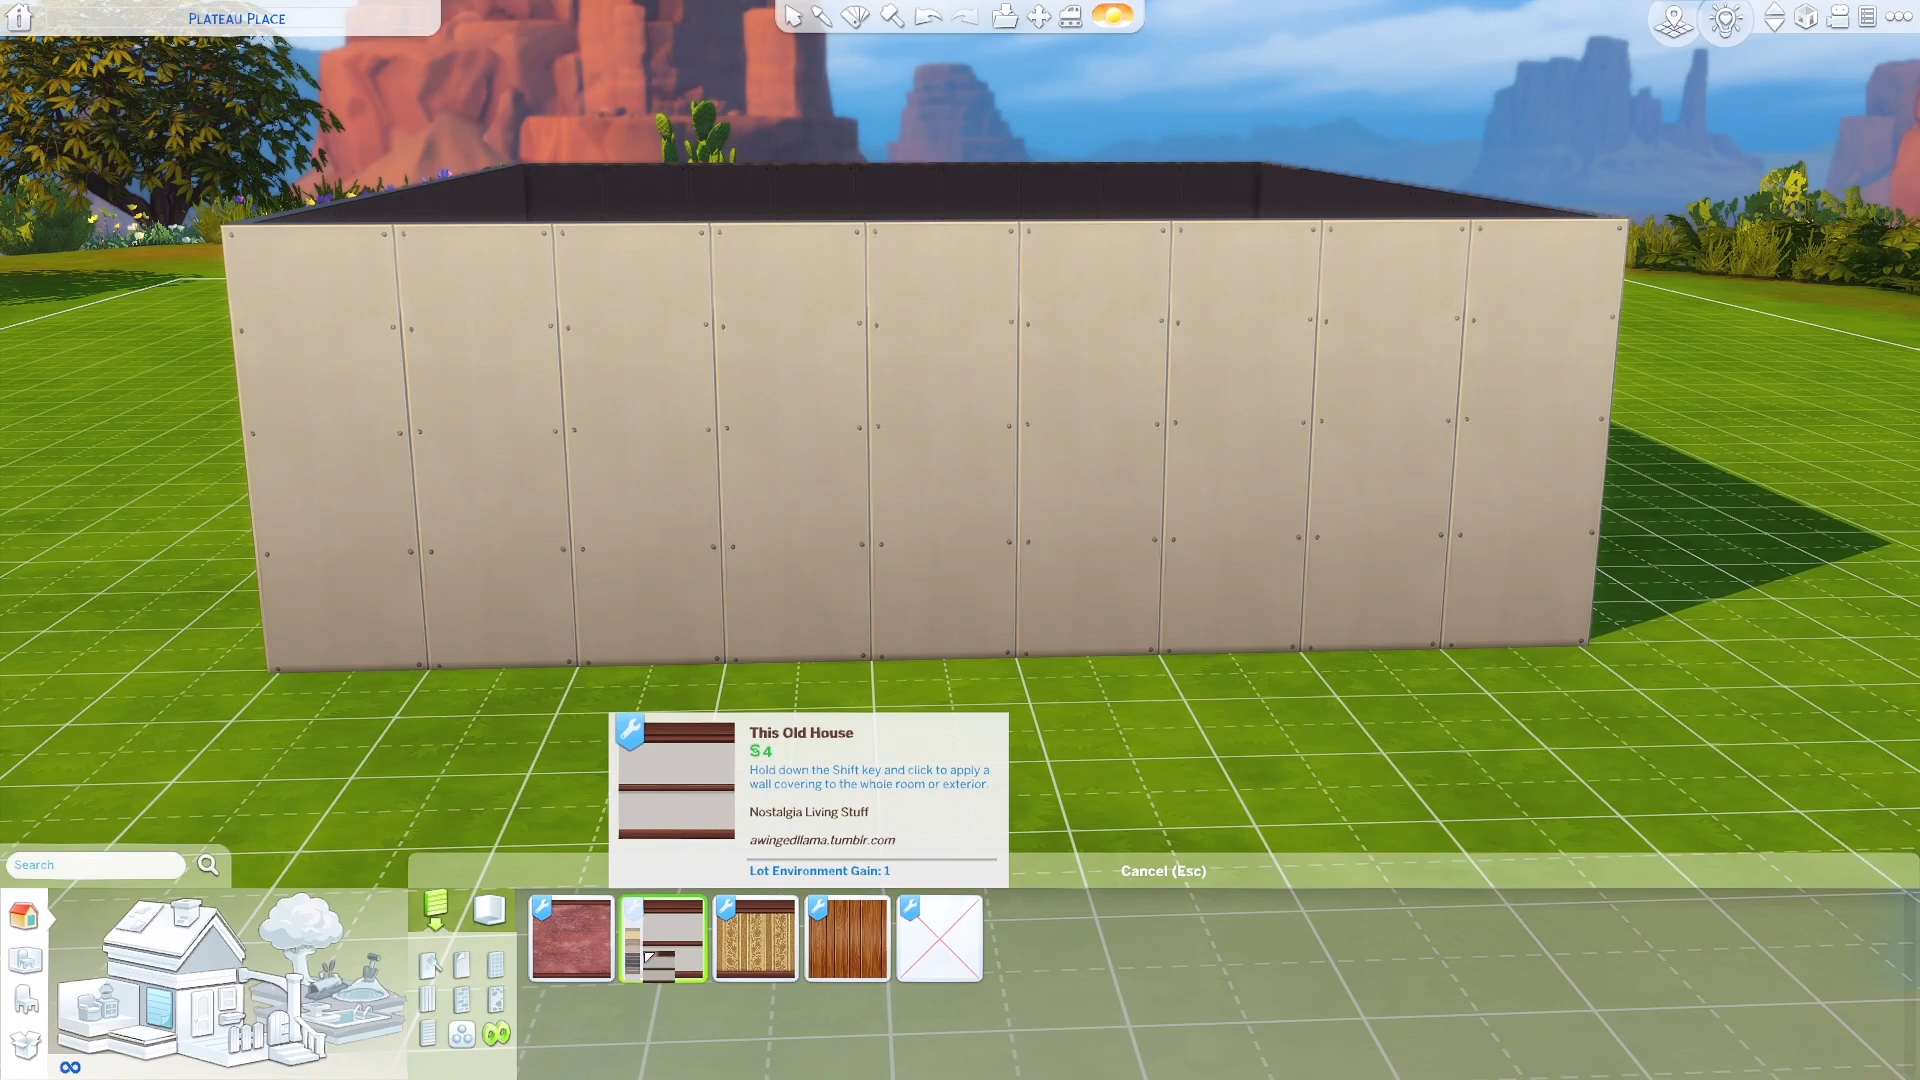 Plateau Place
This Old House
§4
Hold down the Shift key and click to apply a
wall covering to the whole room or exterior.
Nostalgia Living Stuff
awingedllama.tumblr.com
Lot Environment Gain: 1
Search
Cancel (Esc)